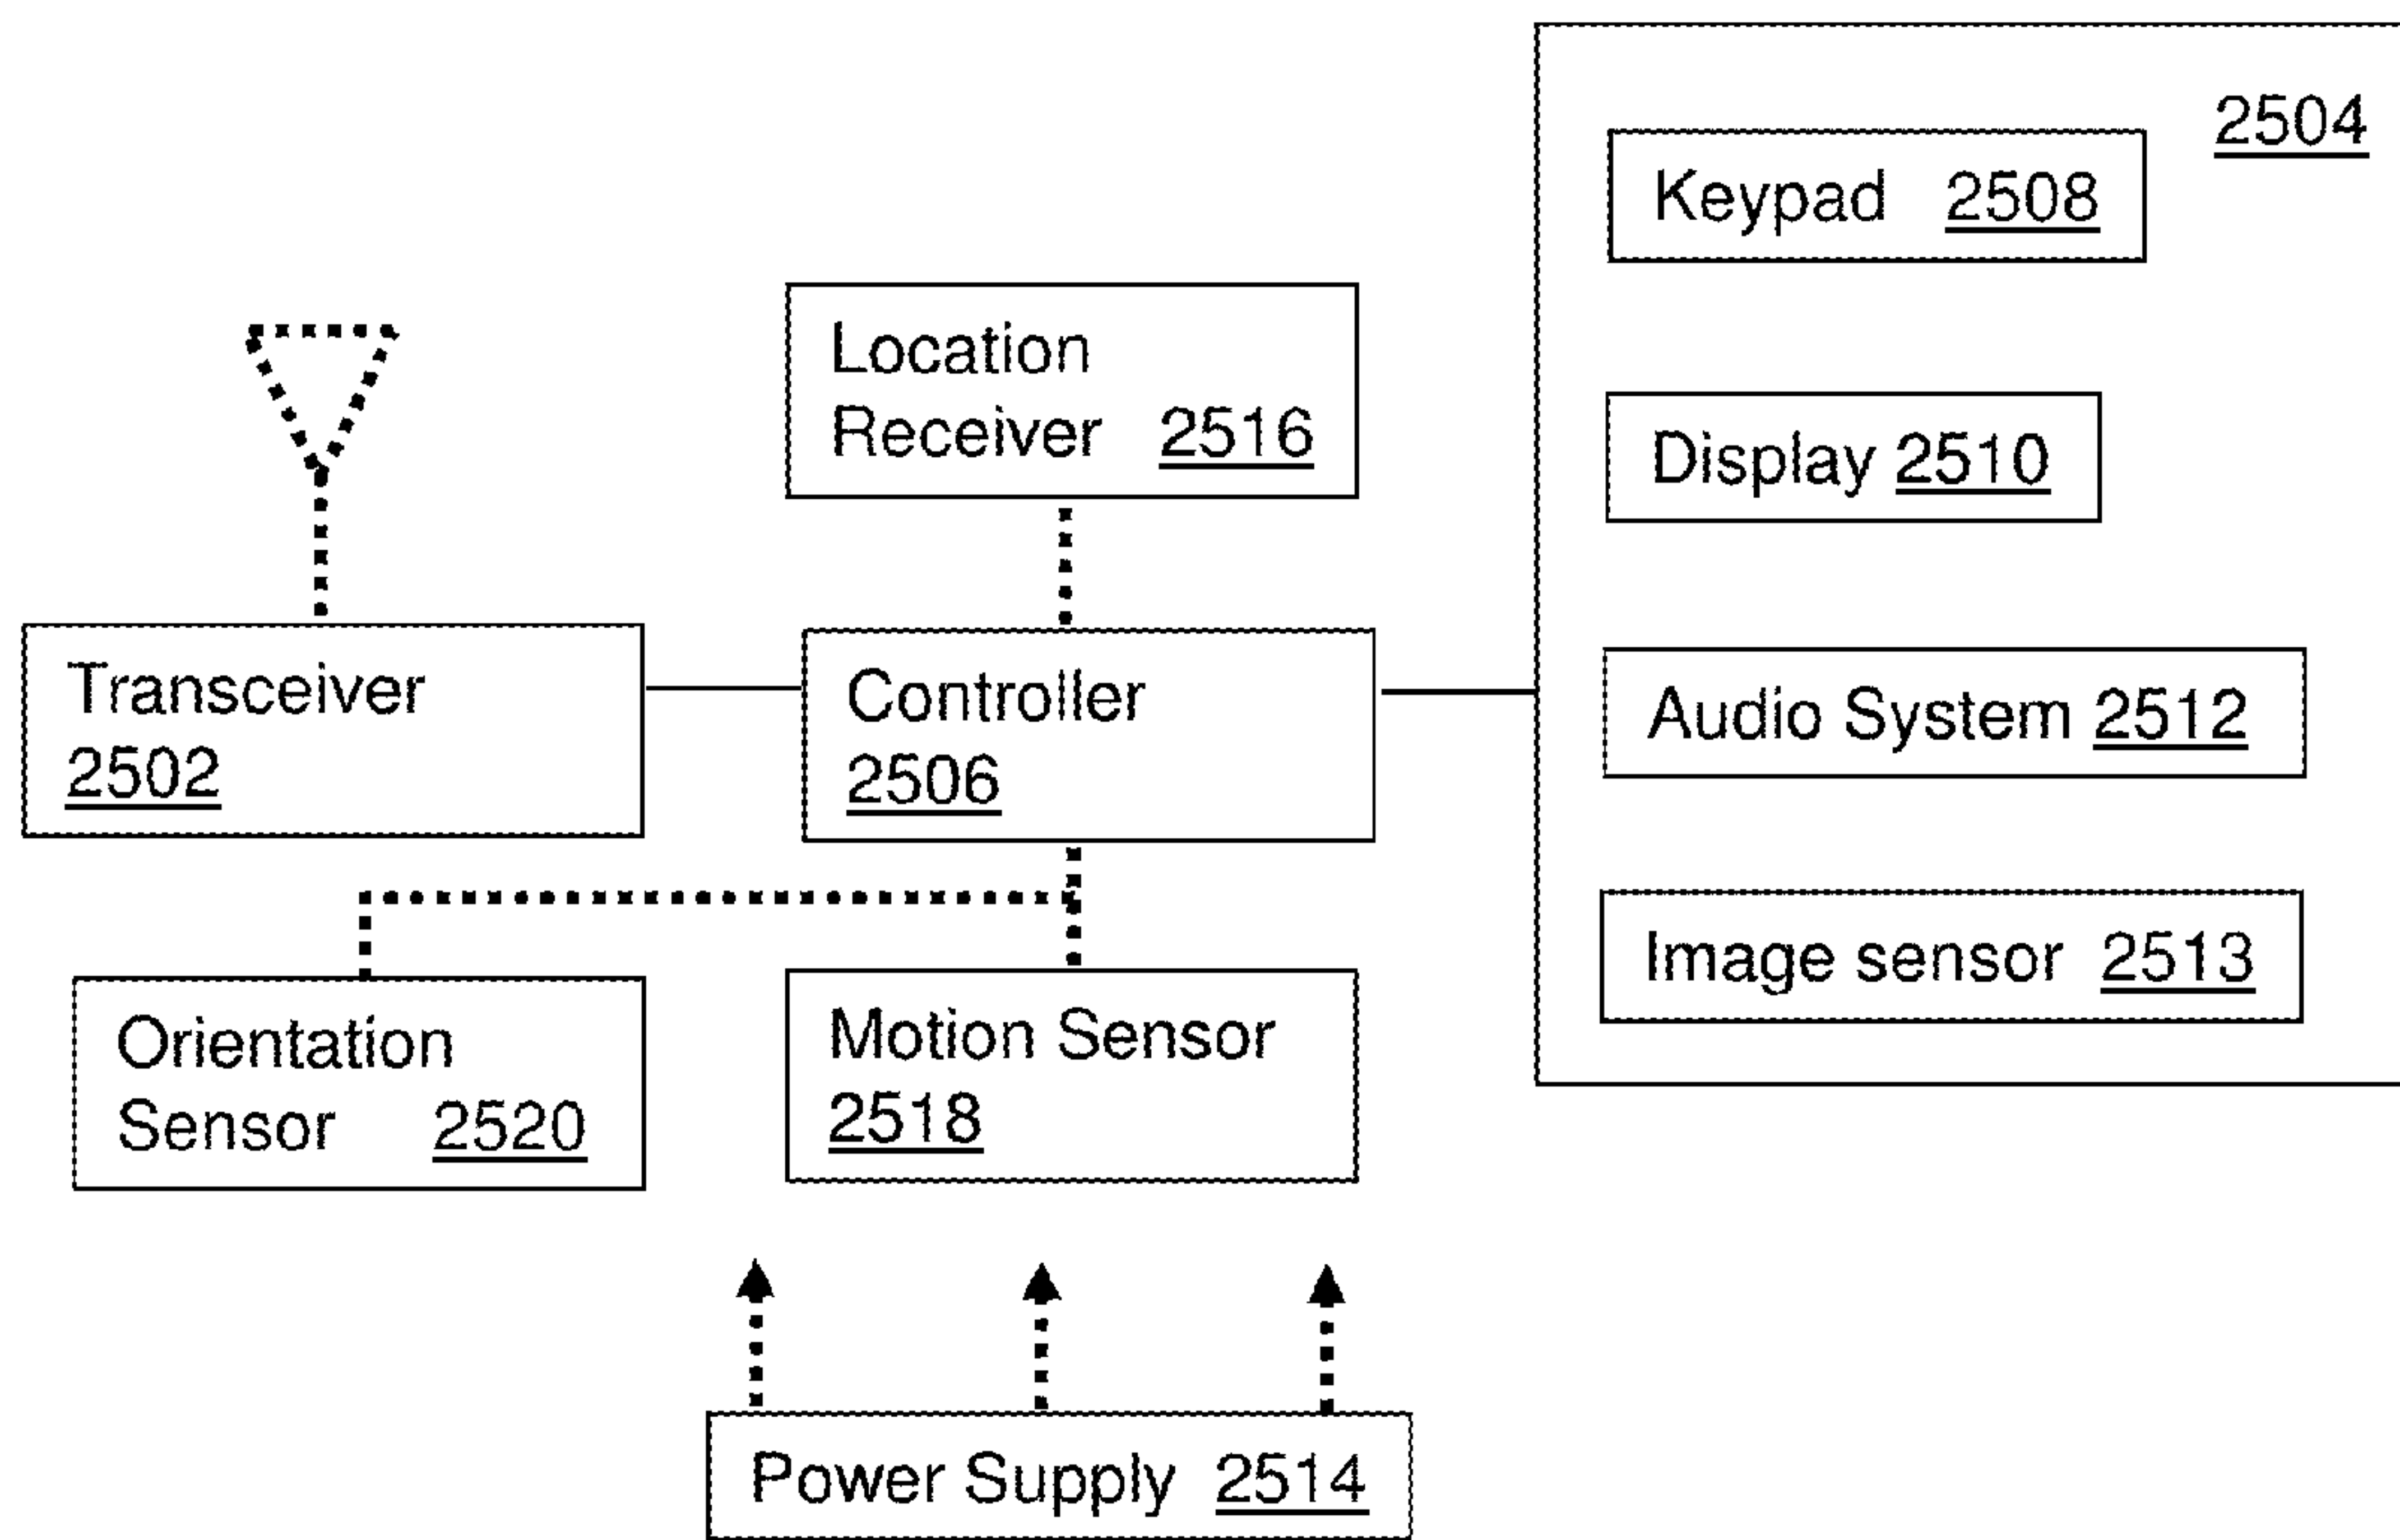 2504
Keypad 2508
Location
Receiver 2516
Display 2510
Transceiver
2502
Controller
2506
Audio System 2512
Image sensor 2513
Orientation
Sensor 2520
Motion Sensor
2518
Power Supply 2514